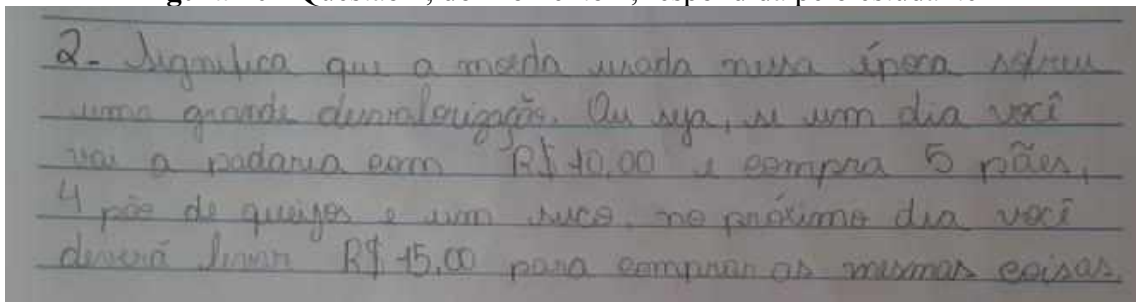 2- Significa que a moeda usada nessa época sofreu
uma grande desvalorização. Ou seja, se um dia você
vai a padaria com R$ 10,00 e compra 5 pães,
4 pão de queijos e um suco, no próximo dia você
deverá levar R$ 15,00 para comprar as mesmas coisas.